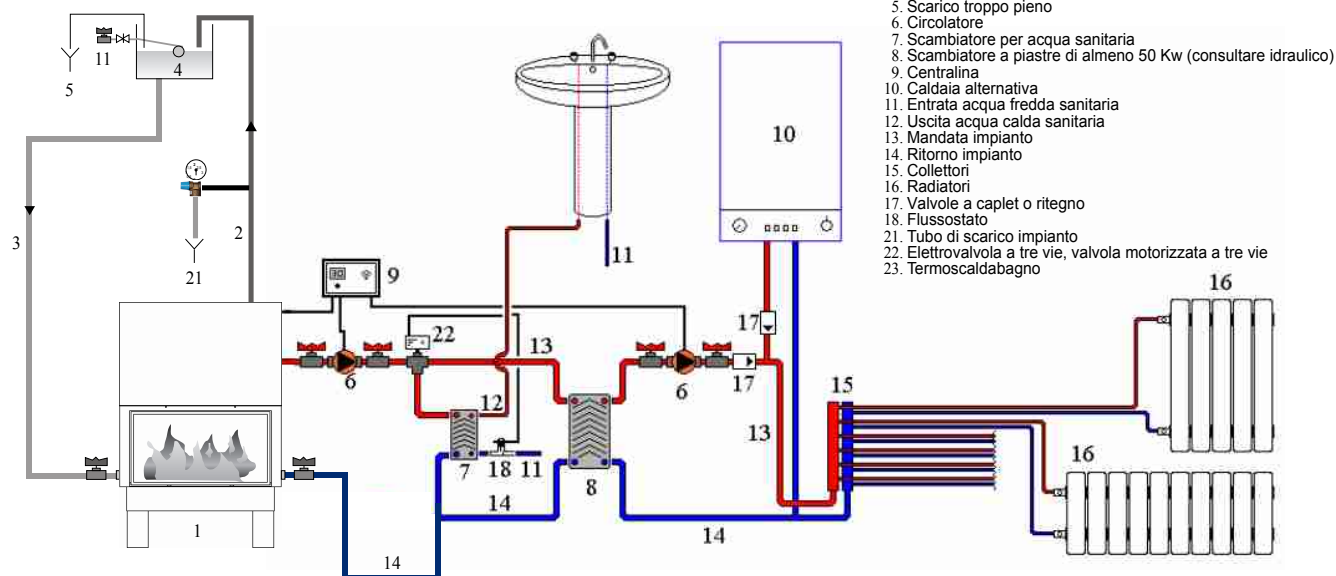 5. Scarico troppo pieno
6. Circolatore
7. Scambiatore per acqua sanitaria
8. Scambiatore a piastre di almeno 50 Kw (consultare idraulico)
9. Centralina
10. Caldaia alternativa
11. Entrata acqua fredda sanitaria
12. Uscita acqua calda sanitaria
13. Mandata impianto
14. Ritorno impianto
15. Collettori
16. Radiatori
17. Valvole a caplet o ritegno
18. Flussostato
21. Tubo di scarico impianto
22. Elettrovalvola a tre vie, valvola motorizzata a tre vie
23. Termoscaldabagno
5
11
4
10
3
2
21
11
9
16
22
17
13
6
6
17
15
12
13
7
18
11
8
16
14
14
1
14